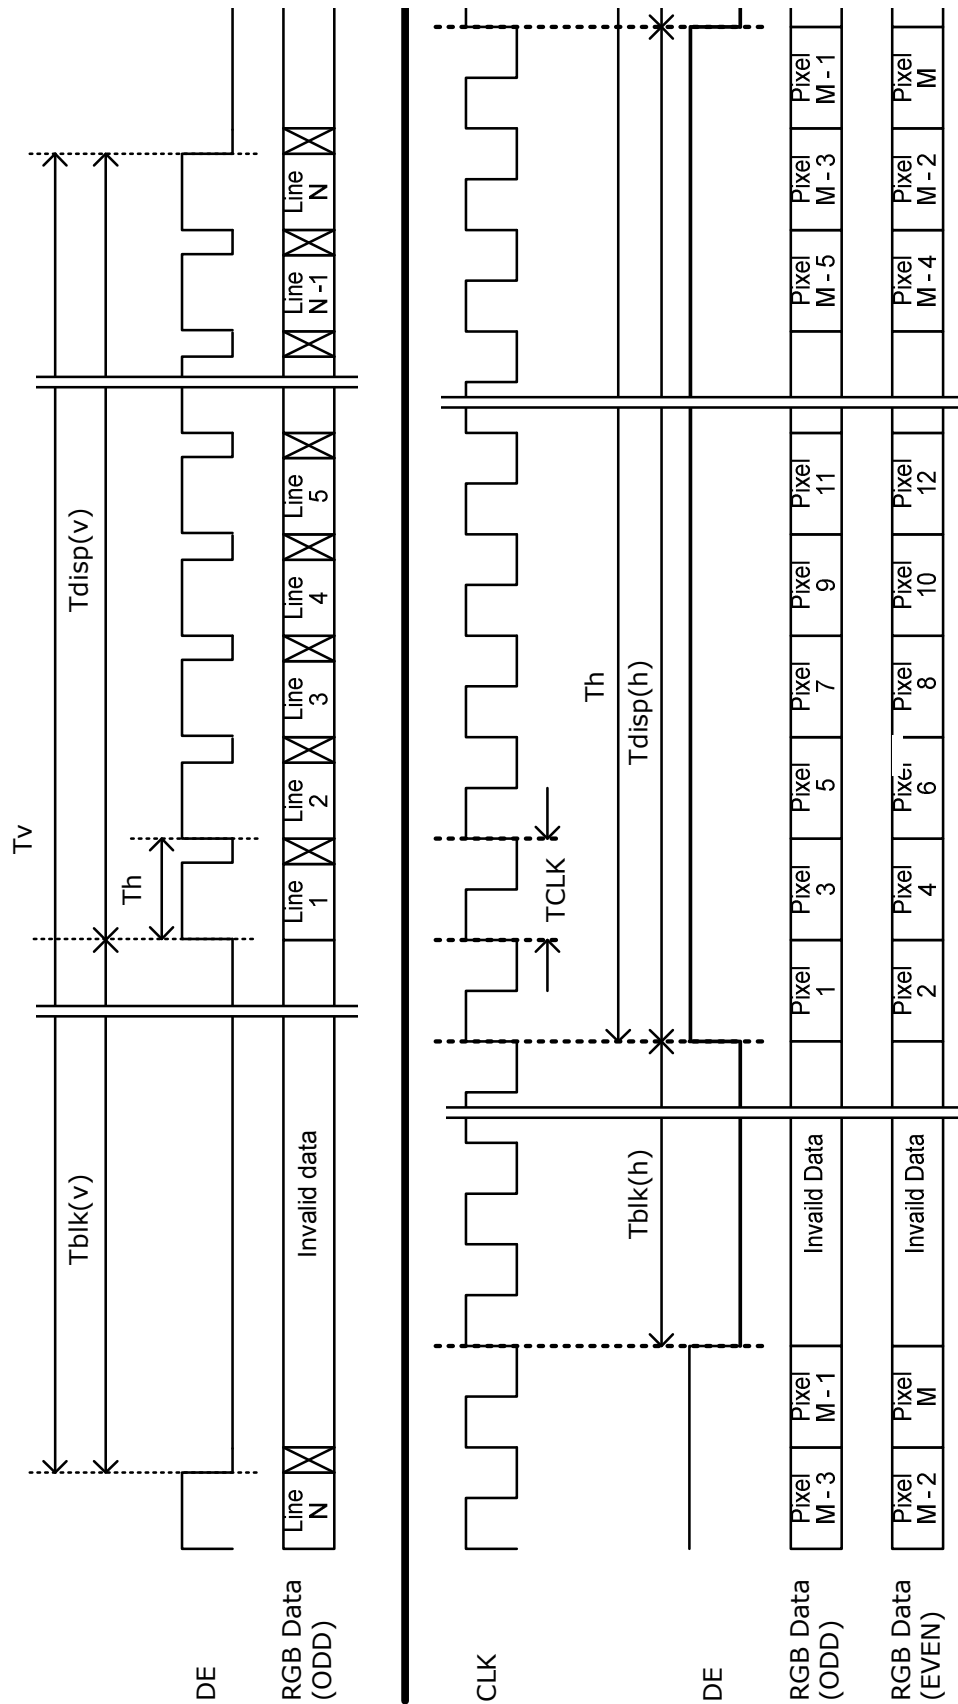 Tv
Tblk(v)
Tdisp(v)
Th
DE
RGB Data
(ODD)
Line
N
Invalid data
Line
1
Line
2
Line
3
Line
4
Line
5
Line
N-1
Line
N
CLK
TCLK
Th
Tblk(h)
Tdisp(h)
DE
RGB Data
(ODD)
Pixel
M - 3
Pixel
M - 1
Invaild Data
Pixel
1
Pixel
3
Pixel
5
Pixel
7
Pixel
9
Pixel
11
Pixel
M - 5
Pixel
M - 3
Pixel
M - 1
RGB Data
(EVEN)
Pixel
M - 2
Pixel
M
Invaild Data
Pixel
2
Pixel
4
Pixel
6
Pixel
8
Pixel
10
Pixel
12
Pixel
M - 4
Pixel
M - 2
Pixel
M